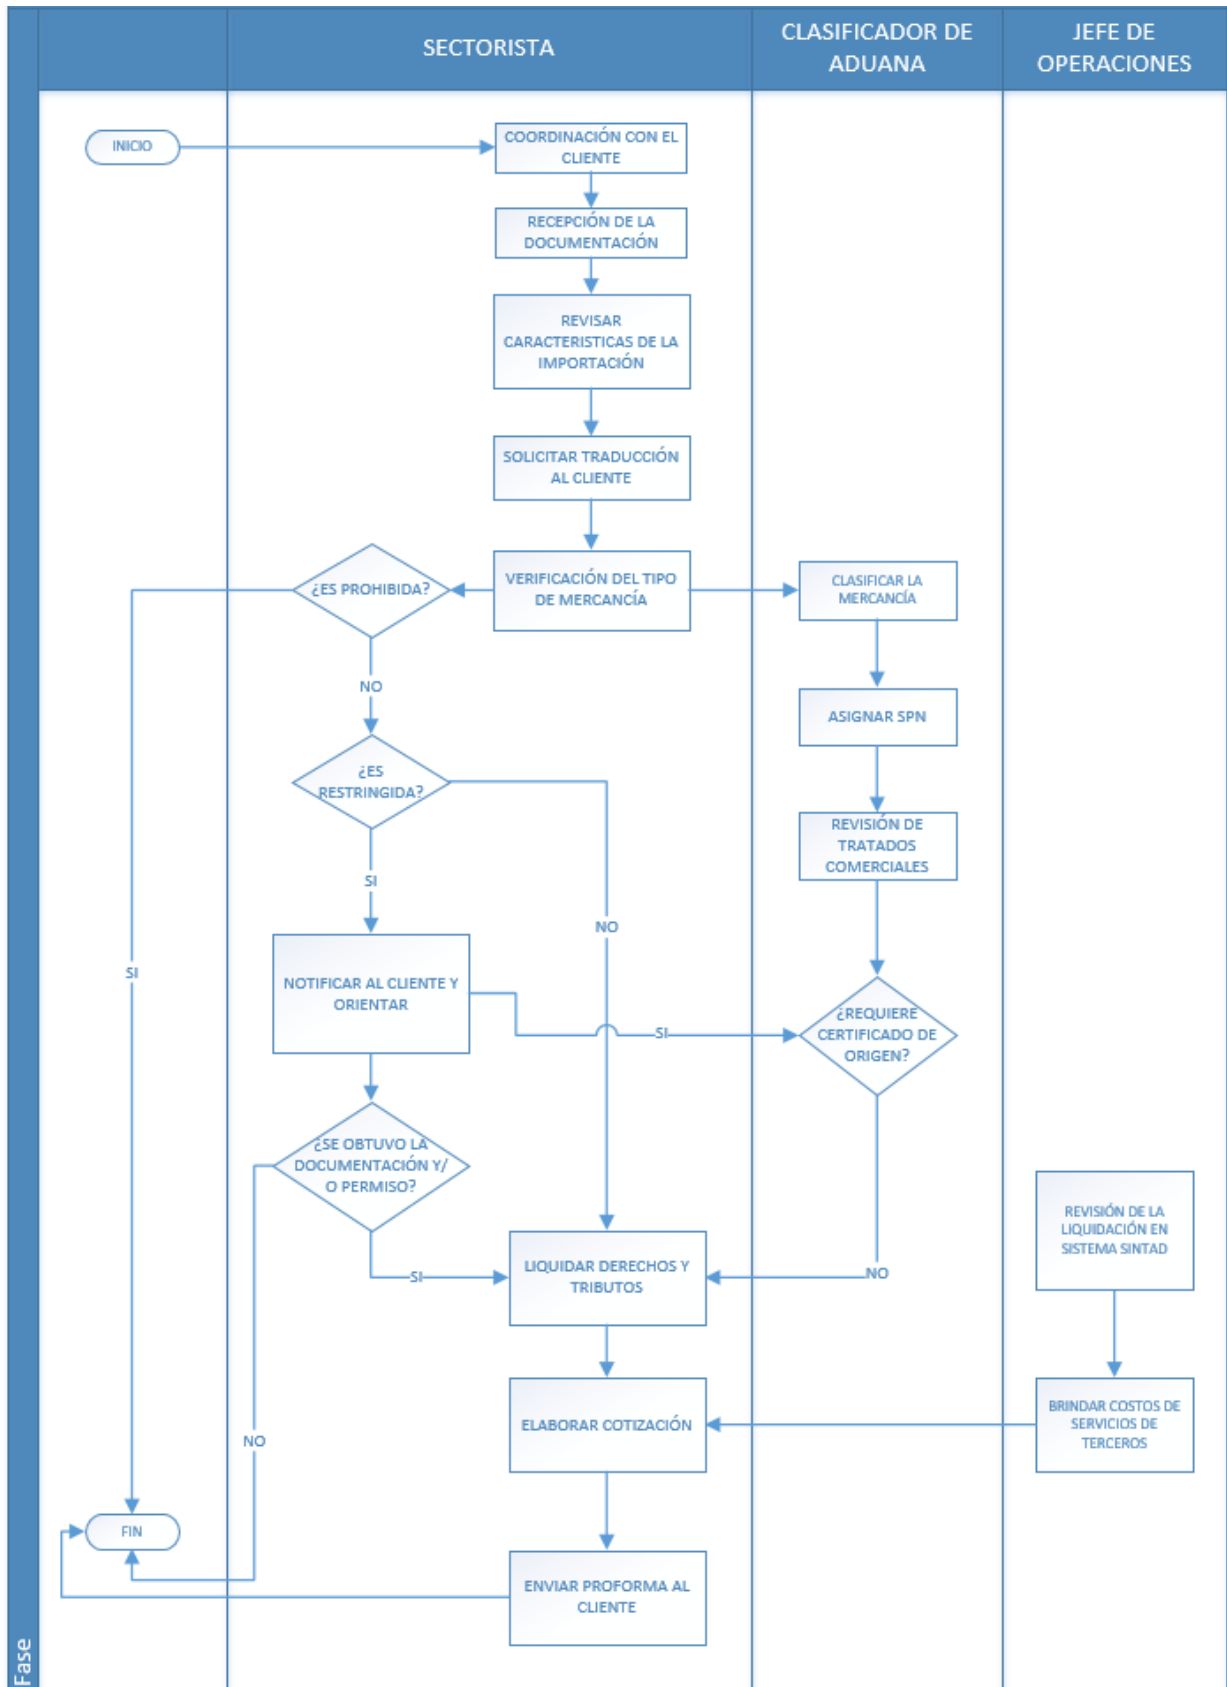 SECTORISTA
CLASIFICADOR DE
ADUANA
JEFE DE
OPERACIONES
INICIO
COORDINACIÓN CON EL
CLIENTE
RECEPCIÓN DE LA
DOCUMENTACIÓN
REVISAR
CARACTERISTICAS DE LA
IMPORTACIÓN
SOLICITAR TRADUCCIÓN
AL CLIENTE
¿ES PROHIBIDA?
VERIFICACIÓN DEL TIPO
DE MERCANCÍA
CLASIFICAR LA
MERCANCÍA
NO
ASIGNAR SPN
¿ES
RESTRINGIDA?
REVISIÓN DE
TRATADOS
COMERCIALES
SI
NO
SI
NOTIFICAR AL CLIENTE Y
ORIENTAR
SI
¿REQUIERE
CERTIFICADO DE
ORIGEN?
¿SE OBTUVO LA
DOCUMENTACIÓN Y/
O PERMISO?
REVISIÓN DE LA
LIQUIDACIÓN EN
SISTEMA SINTAD
SI
LIQUIDAR DERECHOS Y
TRIBUTOS
NO
ELABORAR COTIZACIÓN
BRINDAR COSTOS DE
SERVICIOS DE
TERCEROS
NO
FIN
ENVIAR PROFORMA AL
CLIENTE
Fase